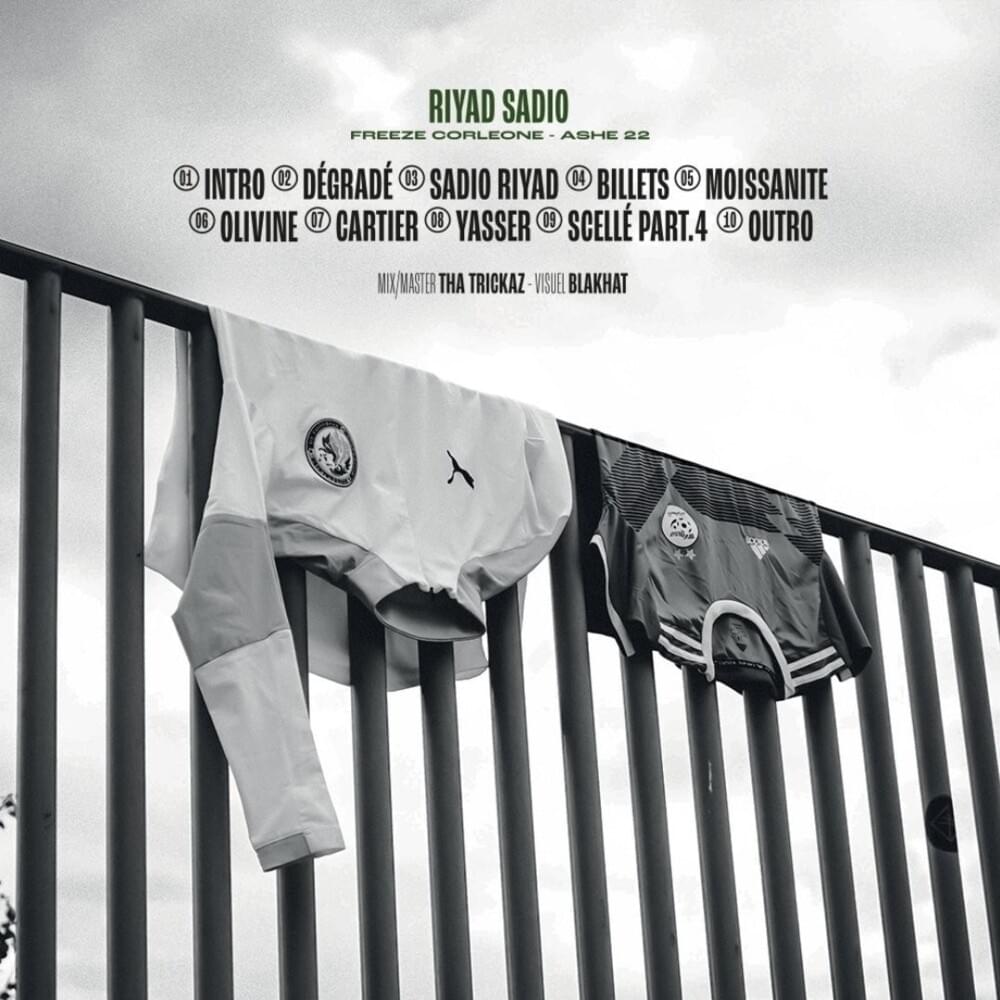 RIYAD SADIO
FREEZE CORLEONE - ASHE 22
01 INTRO 02 DÉGRADÉ 03 SADIO RIYAD 04 BILLETS 05 MOISSANITE
06 OLIVINE 07 CARTIER 08 YASSER 09 SCELLÉ PART.4 10 OUTRO
MIX/MASTER THA TRICKAZ - VISUEL BLAKHAT
adidas